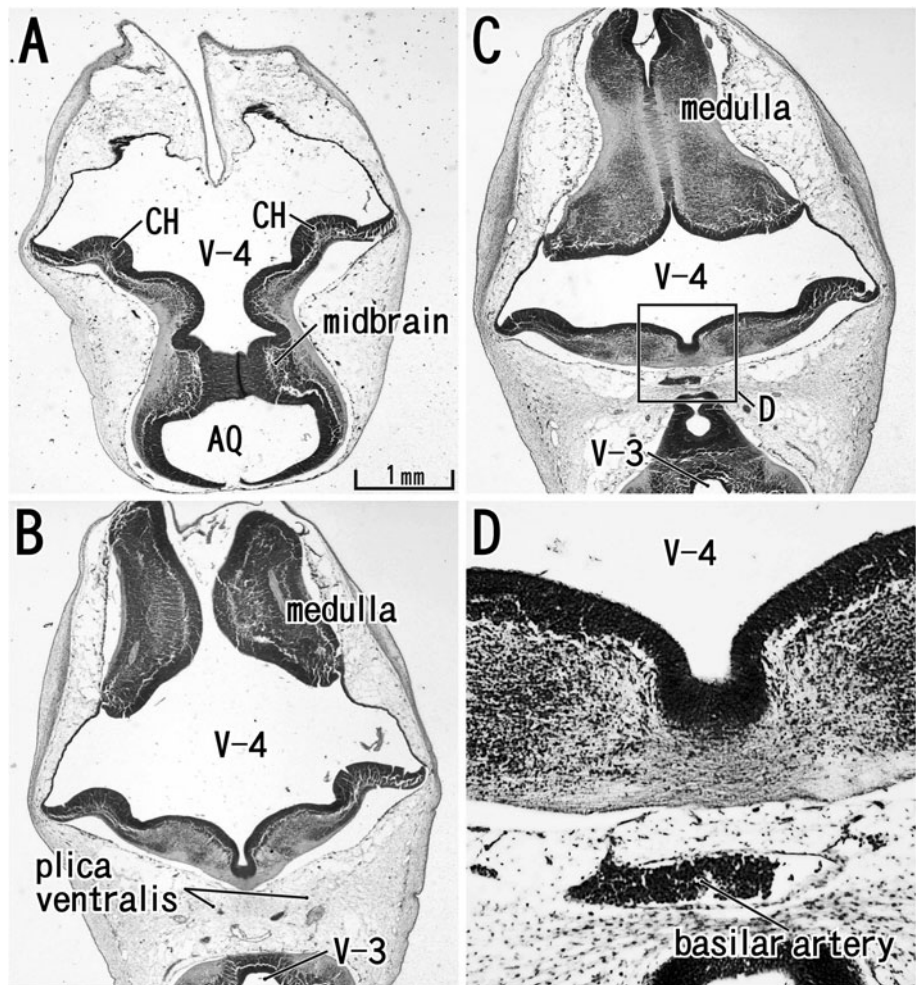 A
CH
CH
V-4
midbrain
AQ
1mm
B
medulla
V-4
plica
ventralis
V-3
C
medulla
V-4
D
V-3
D
V-4
basilar artery